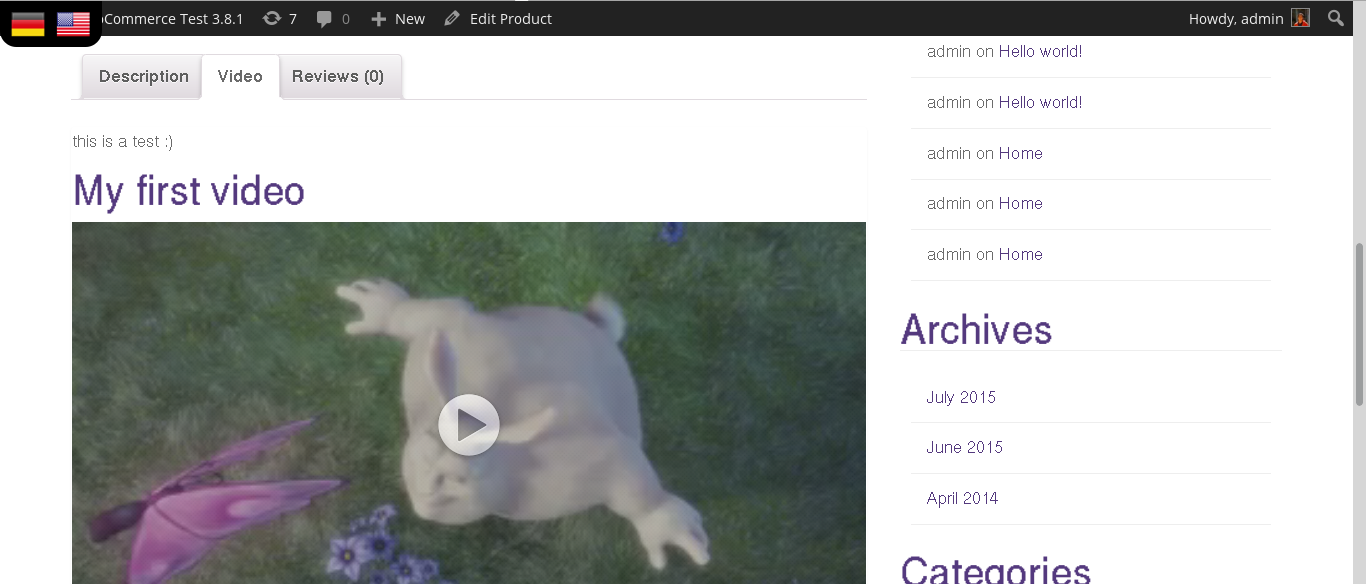 oCommerce Test 3.8.1 7 0 New Edit Product Howdy, admin
Description Video Reviews (0)
this is a test :)
My first video
admin on Hello world!
admin on Hello world!
admin on Home
admin on Home
admin on Home
Archives
July 2015
June 2015
April 2014
Categories